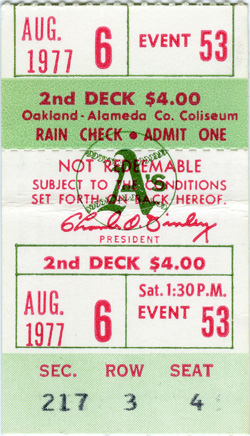 AUG. 1977 6 EVENT 53
2nd DECK $4.00
Oakland-Alameda Co. Coliseum
RAIN CHECK • ADMIT ONE
NOT REDEEMABLE
SUBJECT TO THE CONDITIONS
SET FORTH ON BACK HEREOF.
A's
Charles O. Finley
PRESIDENT
2nd DECK $4.00
AUG. 1977 6 Sat. 1:30 P.M. EVENT 53
SEC. ROW SEAT
217 3 4